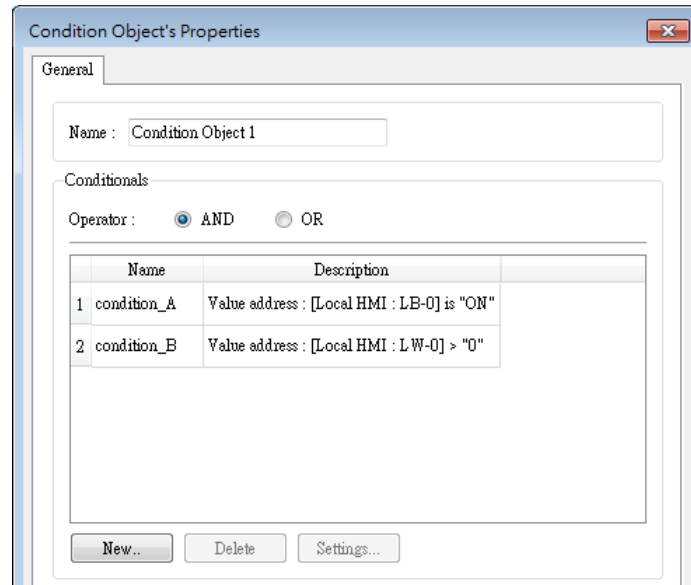 Condition Object's Properties
General
Name : Condition Object 1
Conditionals
Operator : AND OR
Name Description
1 condition_A Value address : [Local HMI : LB-0] is "ON"
2 condition_B Value address : [Local HMI : LW-0] > "0"
New.. Delete Settings...